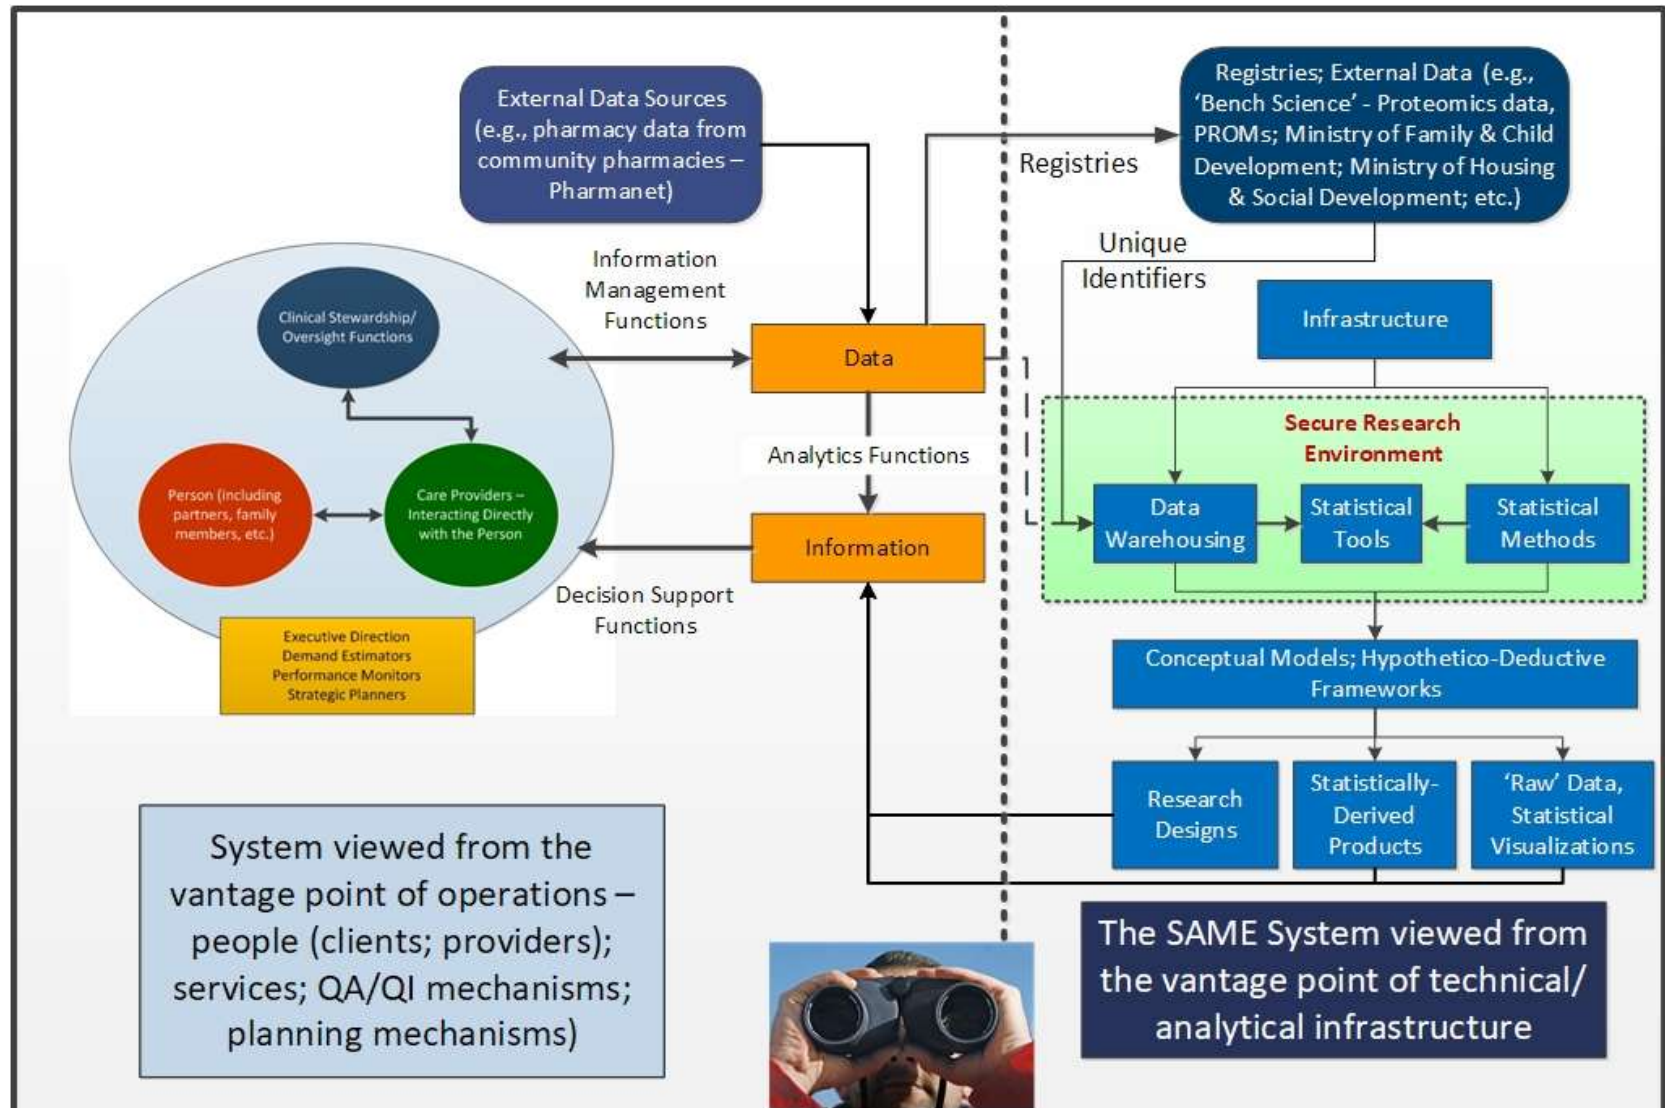 External Data Sources
(e.g., pharmacy data from
community pharmacies –
Pharmanet)
Registries; External Data (e.g.,
‘Bench Science’ - Proteomics data,
PROMs; Ministry of Family & Child
Development; Ministry of Housing
& Social Development; etc.)
Registries
Unique
Identifiers
Information
Management
Functions
Clinical Stewardship/
Oversight Functions
Person (including
partners, family
members, etc.)
Care Providers –
Interacting Directly
with the Person
Executive Direction
Demand Estimators
Performance Monitors
Strategic Planners
Data
Analytics Functions
Information
Decision Support
Functions
Infrastructure
Secure Research
Environment
Data
Warehousing
Statistical
Tools
Statistical
Methods
Conceptual Models; Hypothetico-Deductive
Frameworks
Research
Designs
Statistically-
Derived
Products
‘Raw’ Data,
Statistical
Visualizations
System viewed from the
vantage point of operations –
people (clients; providers);
services; QA/QI mechanisms;
planning mechanisms)
The SAME System viewed from
the vantage point of technical/
analytical infrastructure